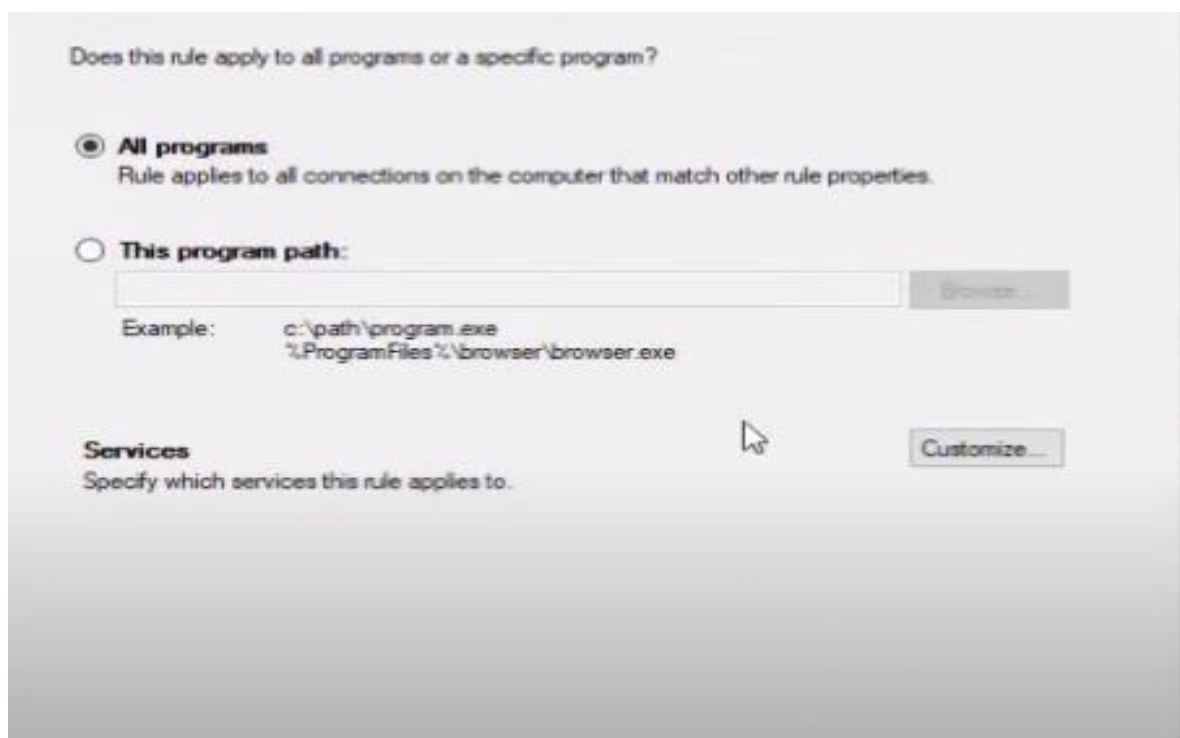 Does this rule apply to all programs or a specific program?
All programs
Rule applies to all connections on the computer that match other rule properties.
This program path:
Browse...
Example: c:\path\program.exe
%ProgramFiles%\browser\browser.exe
Services
Customize...
Specify which services this rule applies to.